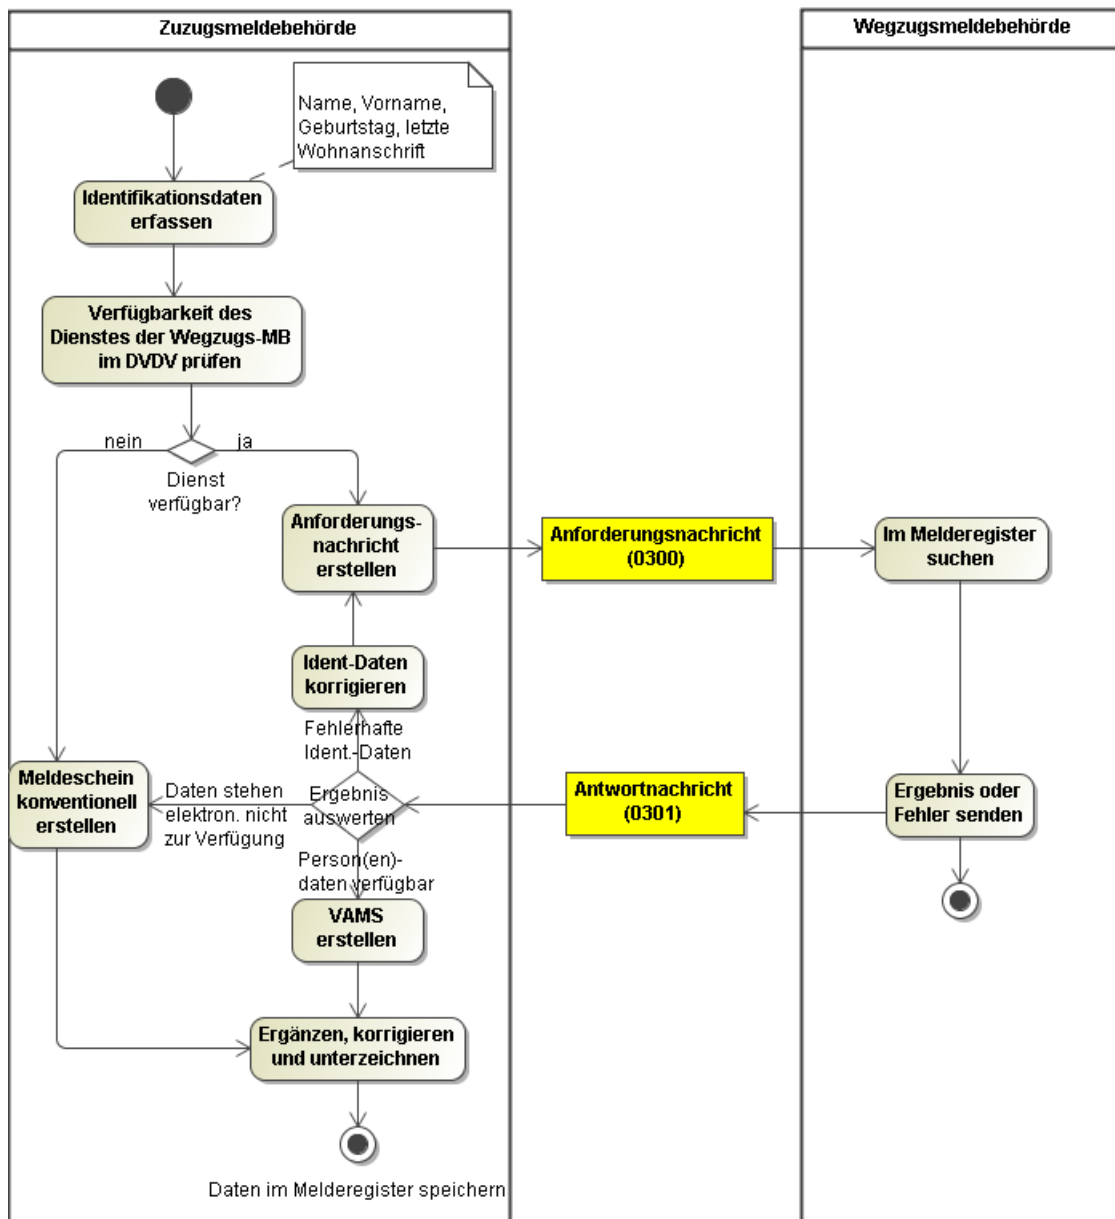 Zuzugsmeldebehörde
Wegzugsmeldebehörde
Name, Vorname,
Geburtstag, letzte
Wohnanschrift
Identifikationsdaten
erfassen
Verfügbarkeit des
Dienstes der Wegzugs-MB
im DVDV prüfen
nein
ja
Dienst
verfügbar?
Anforderungs-
nachricht
erstellen
Anforderungsnachricht
(0300)
Im Melderegister
suchen
Ident-Daten
korrigieren
Fehlerhafte
Ident.-Daten
Meldeschein
konventionell
erstellen
Daten stehen
elektron. nicht
zur Verfügung
Ergebnis
auswerten
Antwortnachricht
(0301)
Ergebnis oder
Fehler senden
Person(en)-
daten verfügbar
VAMS
erstellen
Ergänzen, korrigieren
und unterzeichnen
Daten im Melderegister speichern